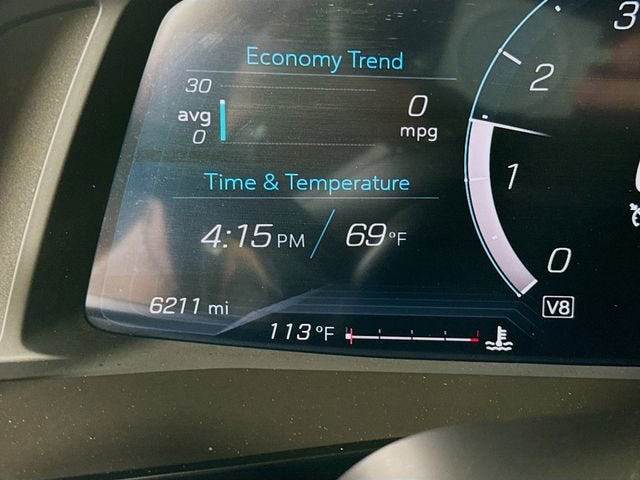 Economy Trend
30
avg
0
0
mpg
Time & Temperature
4:15 PM / 69°F
6211 mi
113°F
3
2
1
0
V8